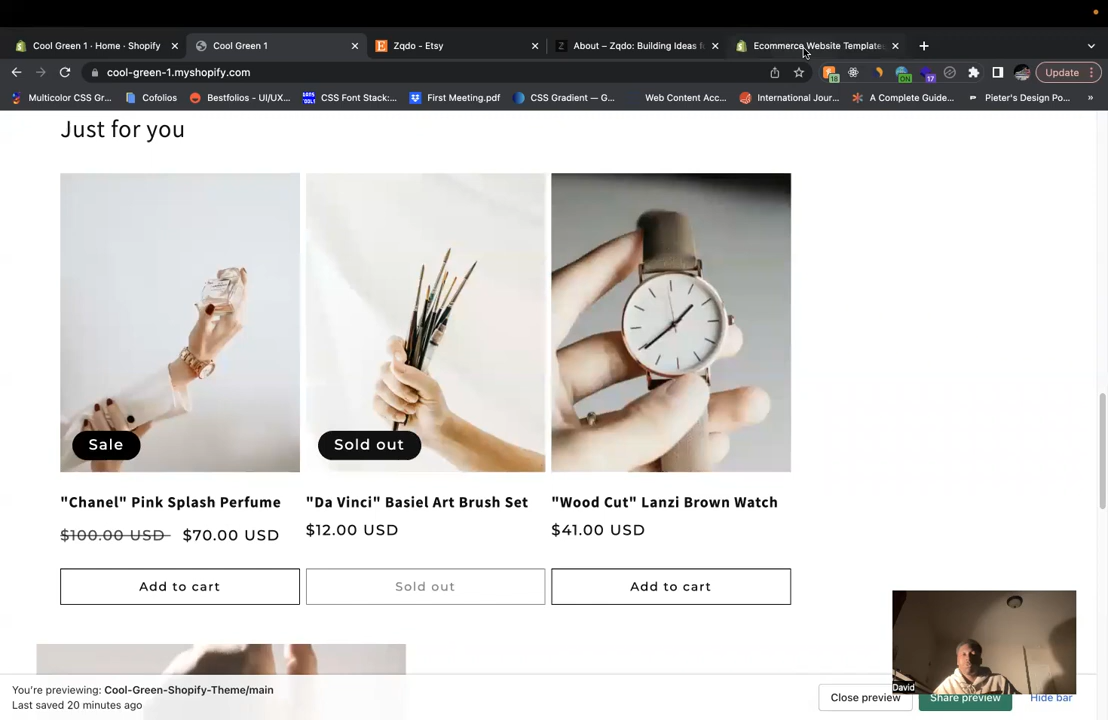 Cool Green 1 · Home · Shopify
Cool Green 1
Zqdo - Etsy
About – Zqdo: Building Ideas f
Ecommerce Website Template
cool-green-1.myshopify.com
18
ON
17
Update
Multicolor CSS Gr...
Cofolios
Bestfolios - UI/UX...
CSS Font Stack:...
First Meeting.pdf
CSS Gradient — G...
Web Content Acc...
International Jour...
A Complete Guide...
Pieter's Design Po...
»
Just for you
Sale
Sold out
"Chanel" Pink Splash Perfume
$100.00 USD $70.00 USD
Add to cart
"Da Vinci" Basiel Art Brush Set
$12.00 USD
Sold out
"Wood Cut" Lanzi Brown Watch
$41.00 USD
Add to cart
David
You're previewing: Cool-Green-Shopify-Theme/main
Last saved 20 minutes ago
Close preview
Share preview
Hide bar